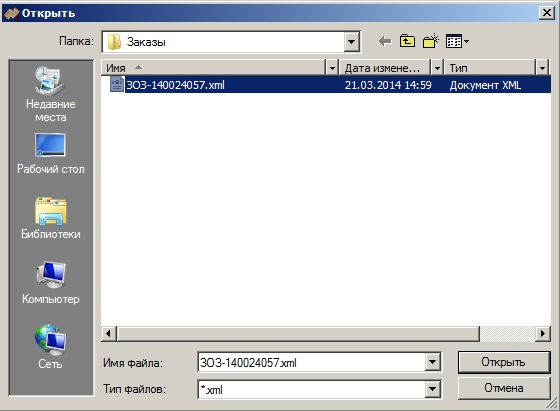 Открыть
Папка: Заказы
Имя Дата измене... Тип
ЗОЗ-140024057.xml 21.03.2014 14:59 Документ XML
Недавние
места
Рабочий стол
Библиотеки
Компьютер
Сеть
Имя файла: ЗОЗ-140024057.xml Открыть
Тип файлов: *.xml Отмена